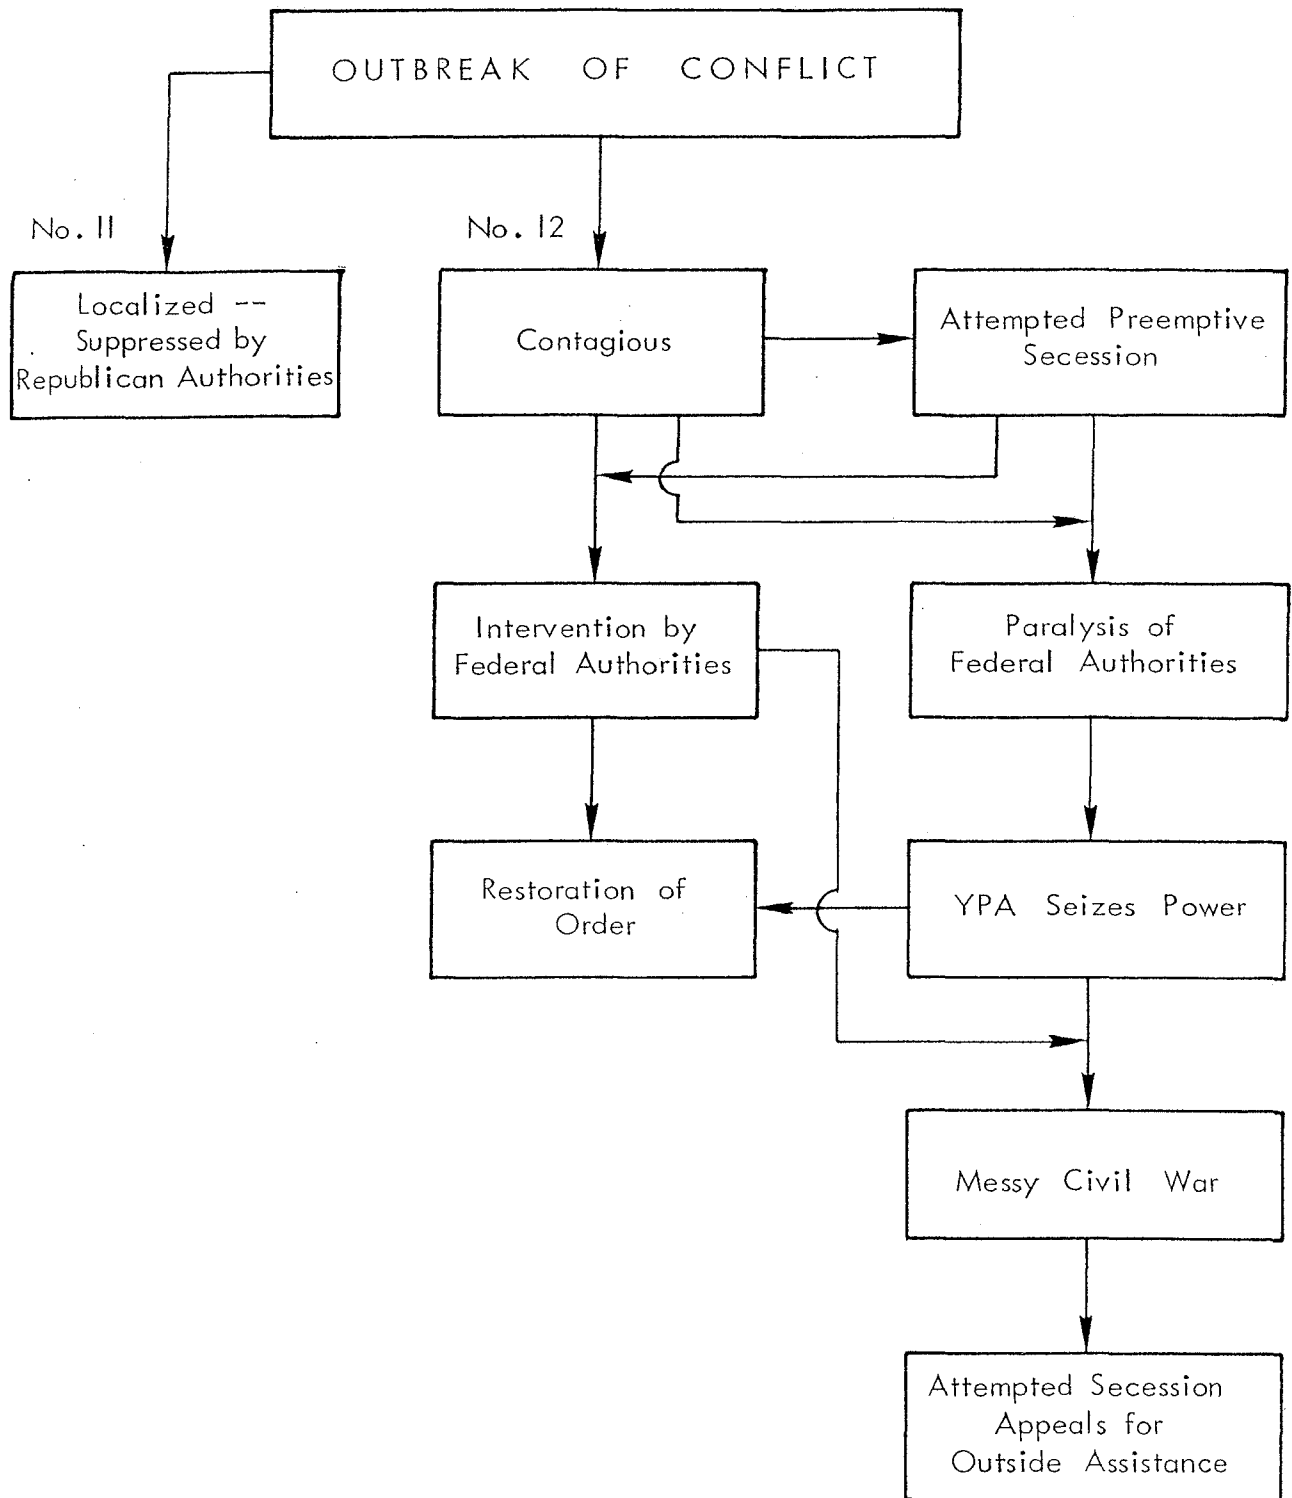 OUTBREAK OF CONFLICT
No. 11
No. 12
Localized --
Suppressed by
Republican Authorities
Contagious
Attempted Preemptive
Secession
Intervention by
Federal Authorities
Paralysis of
Federal Authorities
Restoration of
Order
YPA Seizes Power
Messy Civil War
Attempted Secession
Appeals for
Outside Assistance